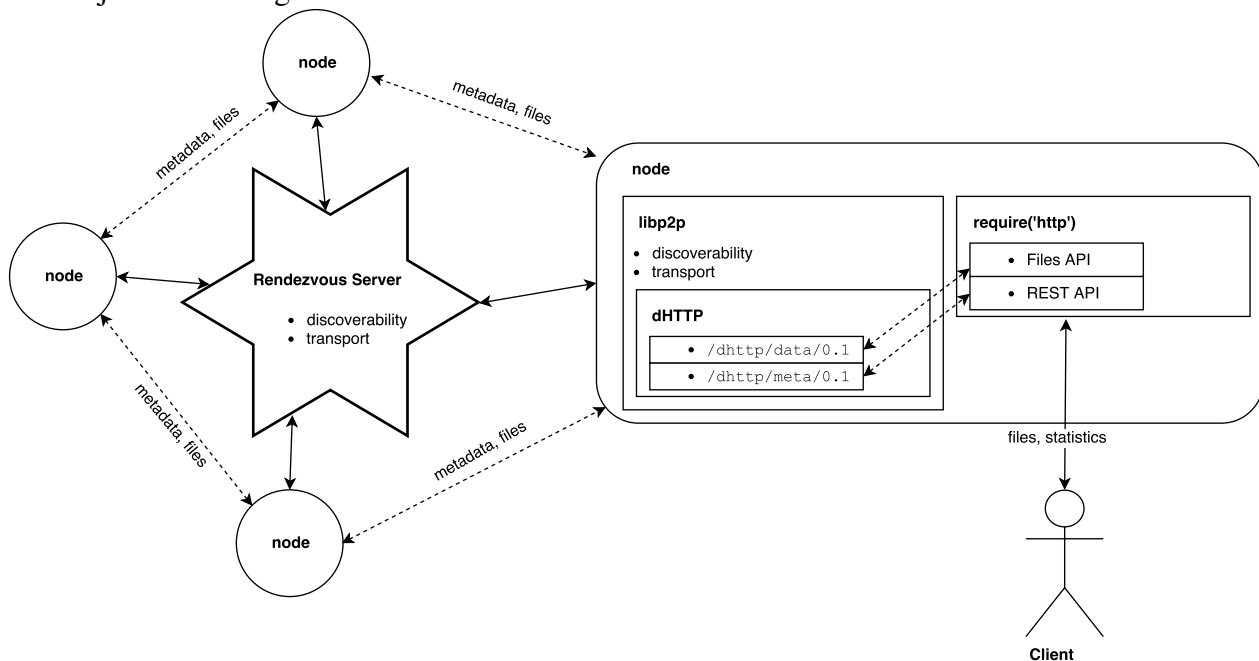 node
metadata, files
metadata, files
node
libp2p
require('http')
• discoverability
• transport
• Files API
• REST API
node
Rendezvous Server
• discoverability
• transport
dHTTP
• /dhttp/data/0.1
• /dhttp/meta/0.1
metadata, files
metadata, files
files, statistics
node
Client